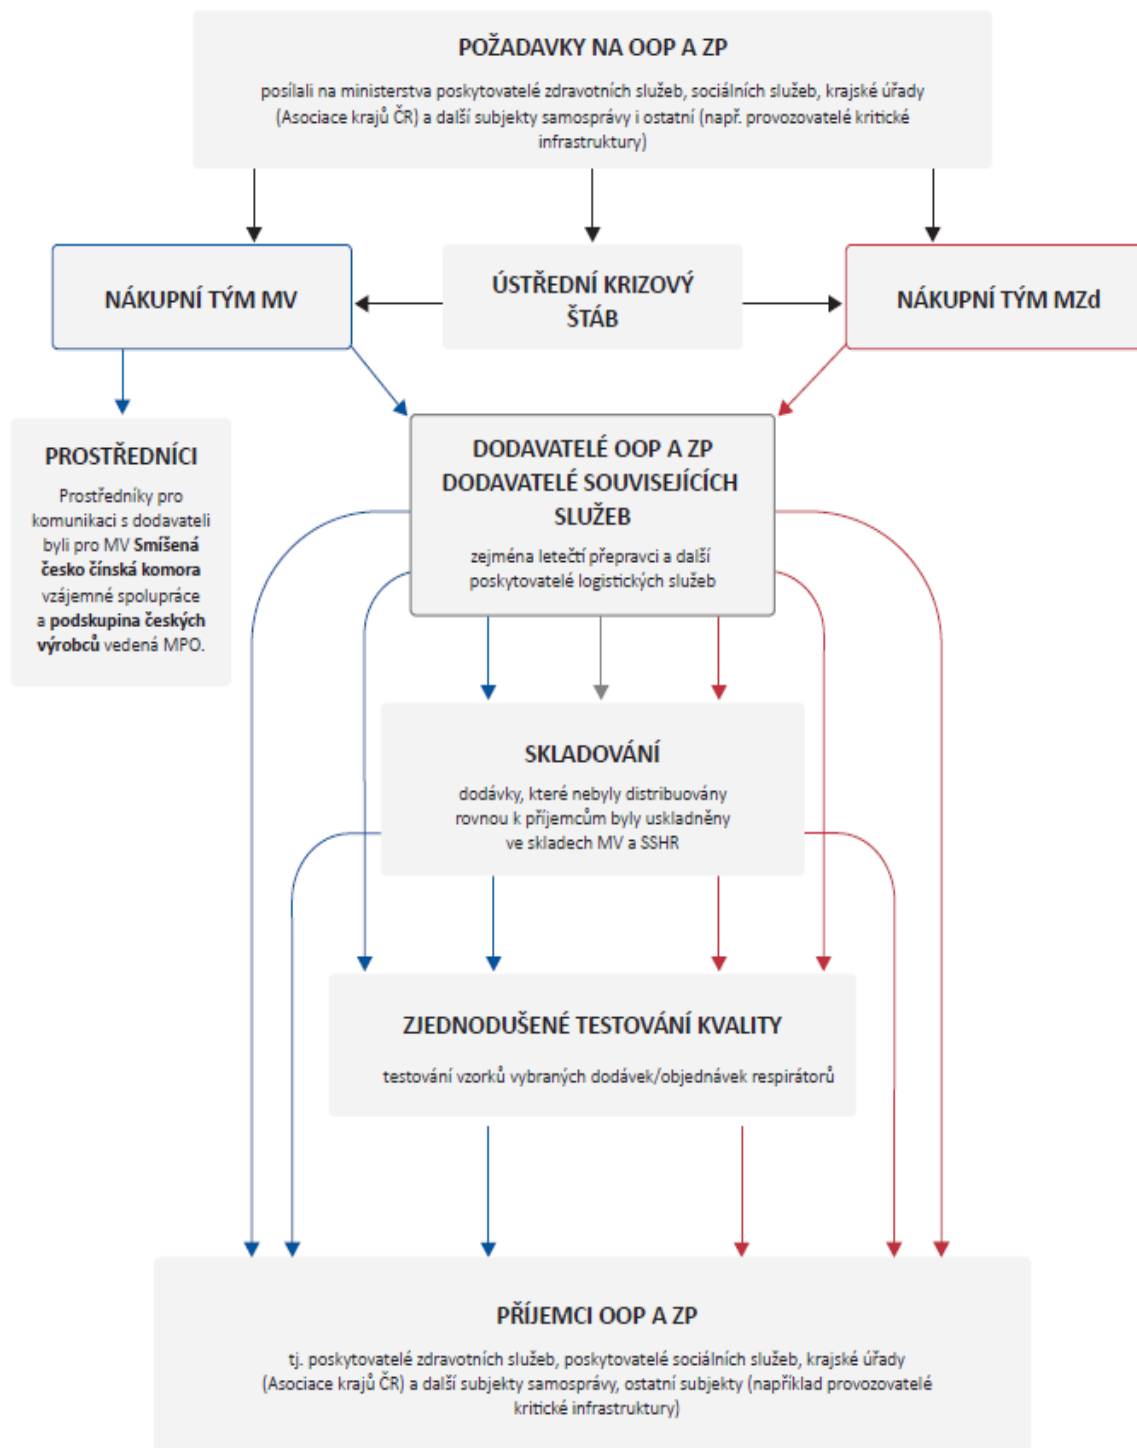 POŽADAVKY NA OOP A ZP
posílali na ministerstva poskytovatelé zdravotních služeb, sociálních služeb, krajské úřady
(Asociace krajů ČR) a další subjekty samosprávy i ostatní (např. provozovatelé kritické
infrastruktury)
NÁKUPNÍ TÝM MV
ÚSTŘEDNÍ KRIZOVÝ
ŠTÁB
NÁKUPNÍ TÝM MZd
PROSTŘEDNÍCI
Prostředníky pro
komunikaci s dodavateli
byli pro MV Smíšená
česko čínská komora
vzájemné spolupráce
a podskupina českých
výrobců vedená MPO.
DODAVATELÉ OOP A ZP
DODAVATELÉ SOUVISEJÍCÍCH
SLUŽEB
zejména letečtí přepravci a další
poskytovatelé logistických služeb
SKLADOVÁNÍ
dodávky, které nebyly distribuovány
rovnou k příjemcům byly uskladněny
ve skladech MV a SSHR
ZJEDNODUŠENÉ TESTOVÁNÍ KVALITY
testování vzorků vybraných dodávek/objednávek respirátorů
PŘÍJEMCI OOP A ZP
tj. poskytovatelé zdravotních služeb, poskytovatelé sociálních služeb, krajské úřady
(Asociace krajů ČR) a další subjekty samosprávy, ostatní subjekty (například provozovatelé
kritické infrastruktury)